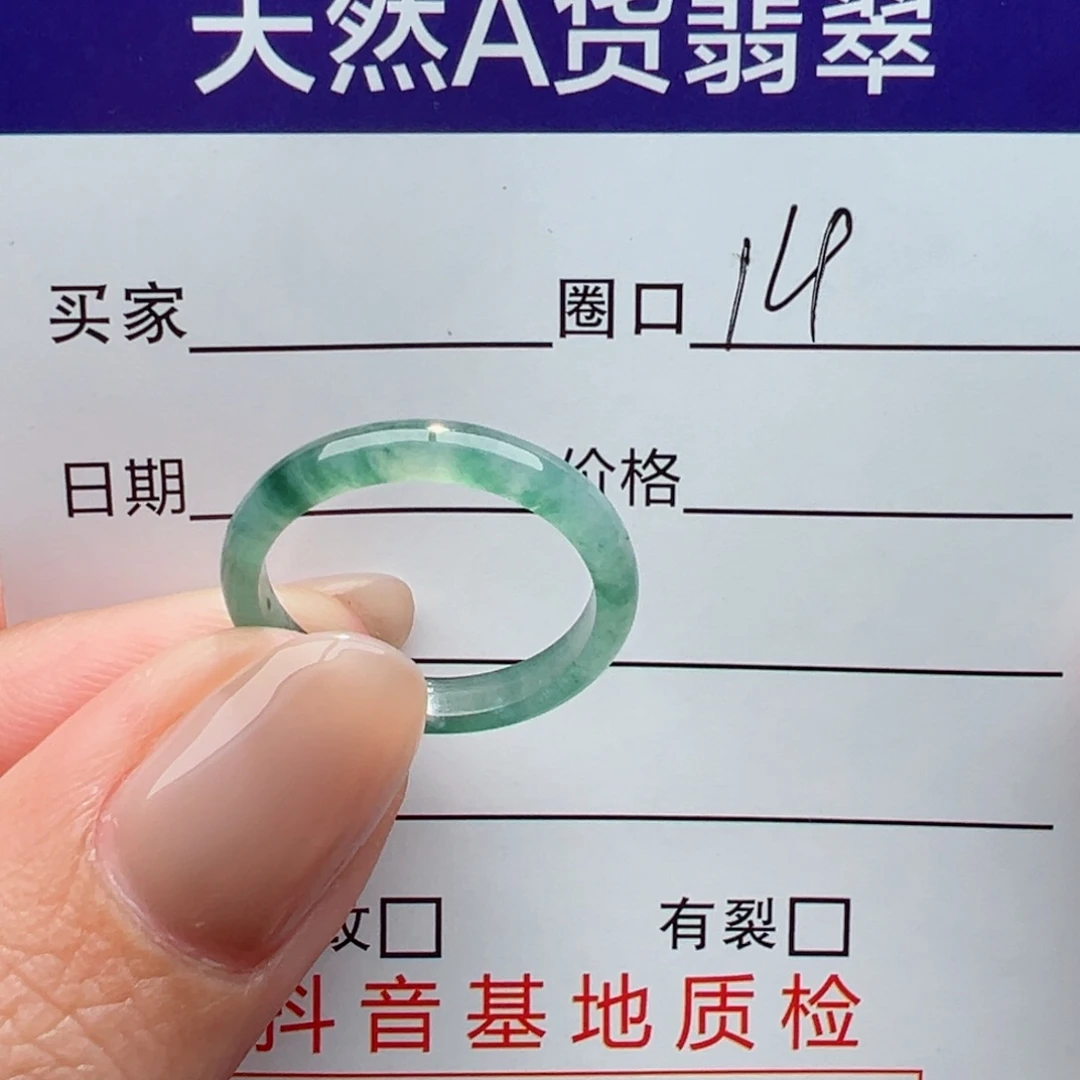 天然A货翡翠
买家 圈口 14
日期 价格
纹 有裂
抖音基地质检